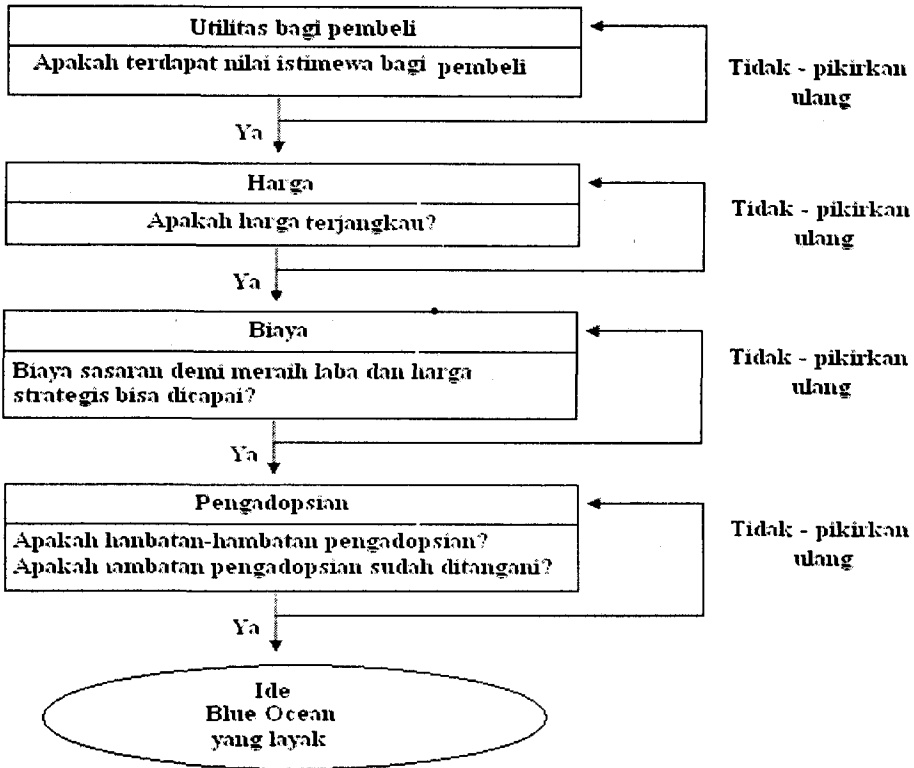 Utilitas bagi pembeli
Apakah terdapat nilai istimewa bagi pembeli
Tidak - pikirkan
ulang
Ya
Harga
Apakah harga terjangkau?
Tidak - pikirkan
ulang
Ya
Biaya
Biaya sasaran demi meraih laba dan harga
strategis bisa dicapai?
Tidak - pikirkan
ulang
Ya
Pengadopsian
Apakah hanbatan-hambatan pengadopsian?
Apakah iambatan pengadopsian sudah ditangani?
Tidak - pikirkan
ulang
Ya
Ide
Blue Ocean
yang layak